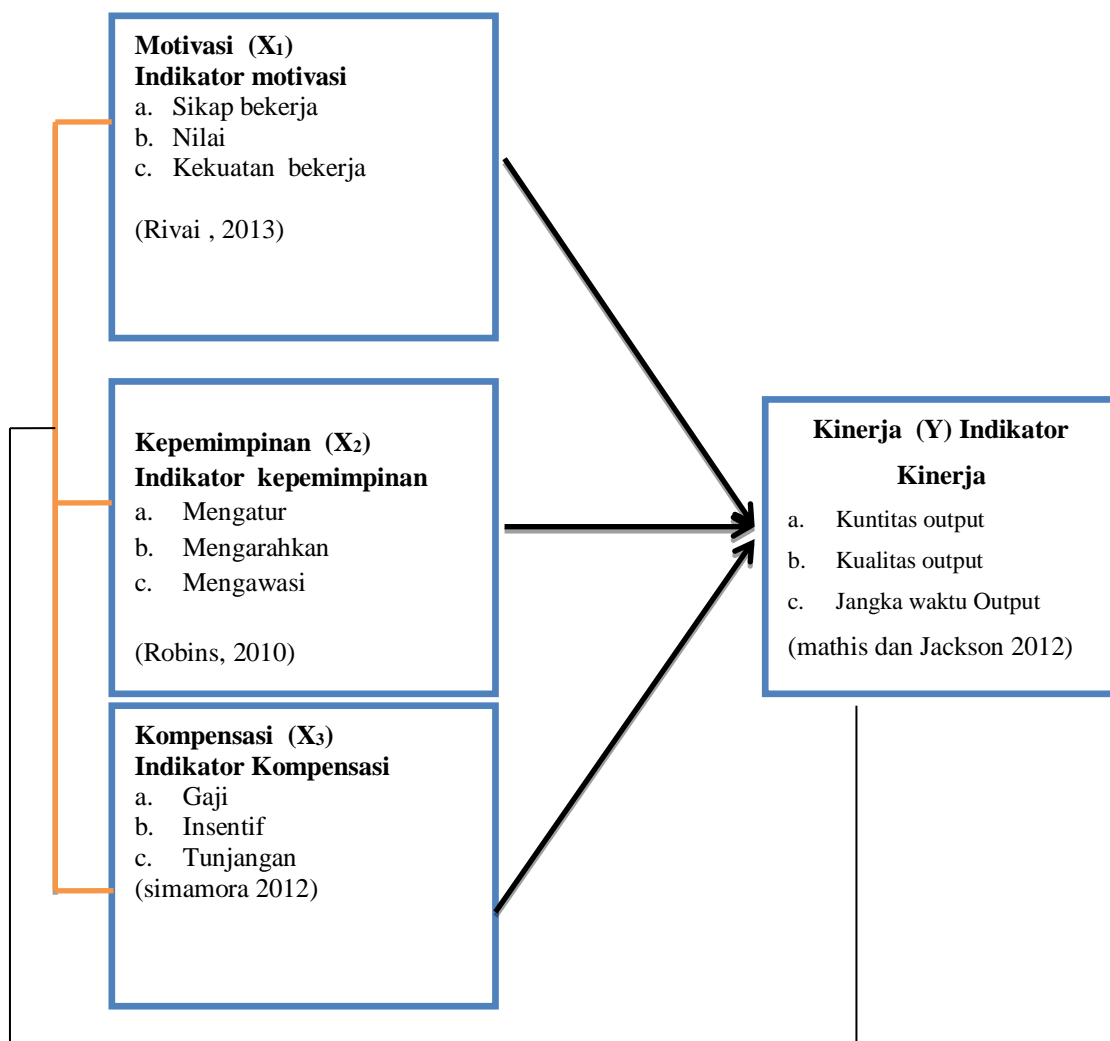 Motivasi (X₁)
Indikator motivasi
a. Sikap bekerja
b. Nilai
c. Kekuatan bekerja
(Rivai , 2013)
Kepemimpinan (X₂)
Indikator kepemimpinan
a. Mengatur
b. Mengarahkan
c. Mengawasi
(Robins, 2010)
Kompensasi (X₃)
Indikator Kompensasi
a. Gaji
b. Insentif
c. Tunjangan
(simamora 2012)
Kinerja (Y) Indikator
Kinerja
a. Kuntitas output
b. Kualitas output
c. Jangka waktu Output
(mathis dan Jackson 2012)